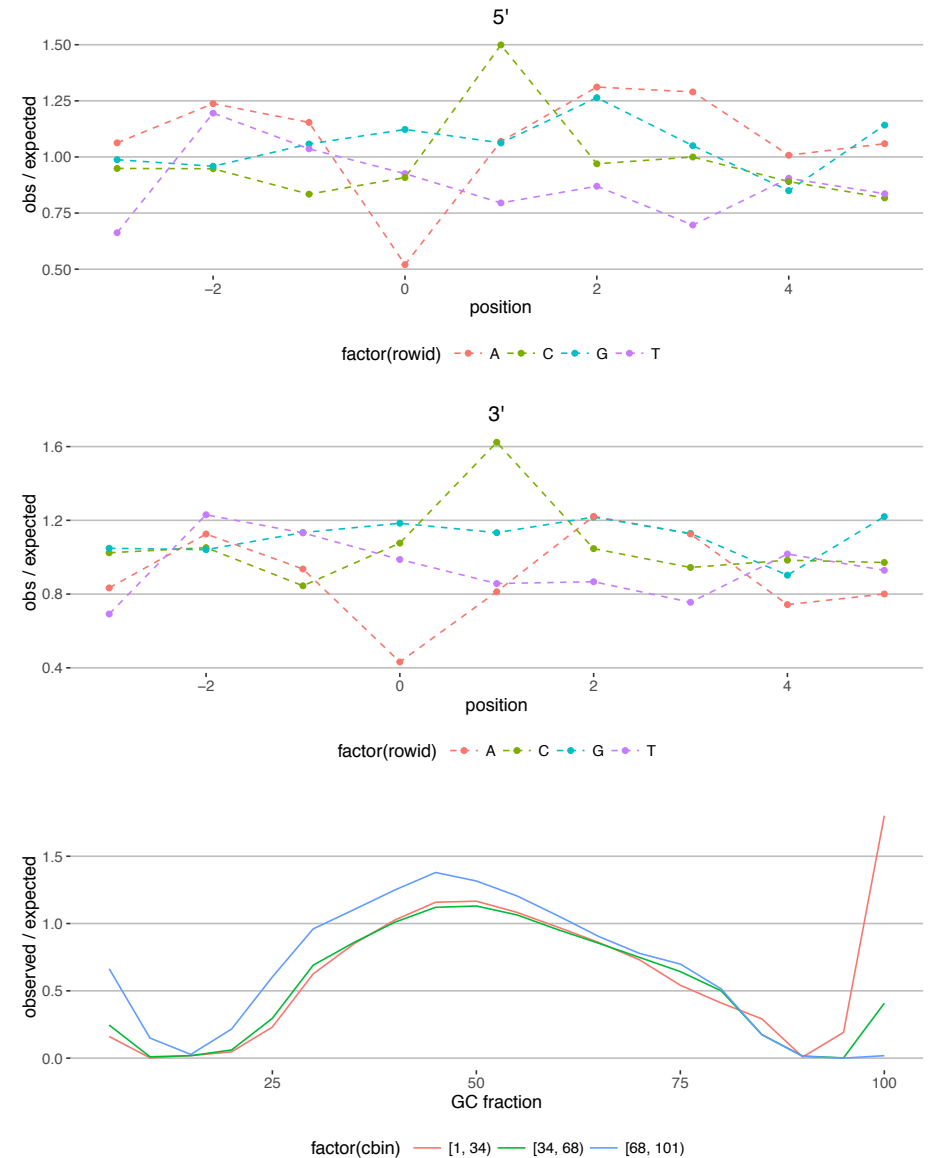 5'
1.50
1.25
1.00
0.75
0.50
obs / expected
−2 0 2 4
position
factor(rowid) A C G T
3'
1.6
1.2
0.8
0.4
obs / expected
−2 0 2 4
position
factor(rowid) A C G T
1.5
1.0
0.5
0.0
observed / expected
25 50 75 100
GC fraction
factor(cbin) [1, 34) [34, 68) [68, 101)